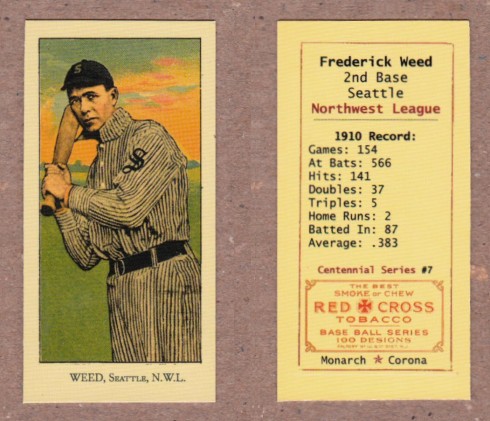 S
S
WEED, SEATTLE, N.W.L.
Frederick Weed
2nd Base
Seattle
Northwest League
1910 Record:
Games: 154
At Bats: 566
Hits: 141
Doubles: 37
Triples: 5
Home Runs: 2
Batted In: 87
Average: .383
Centennial Series #7
THE BEST
SMOKE OR CHEW
RED CROSS
TOBACCO
BASE BALL SERIES
100 DESIGNS
Monarch ★ Corona